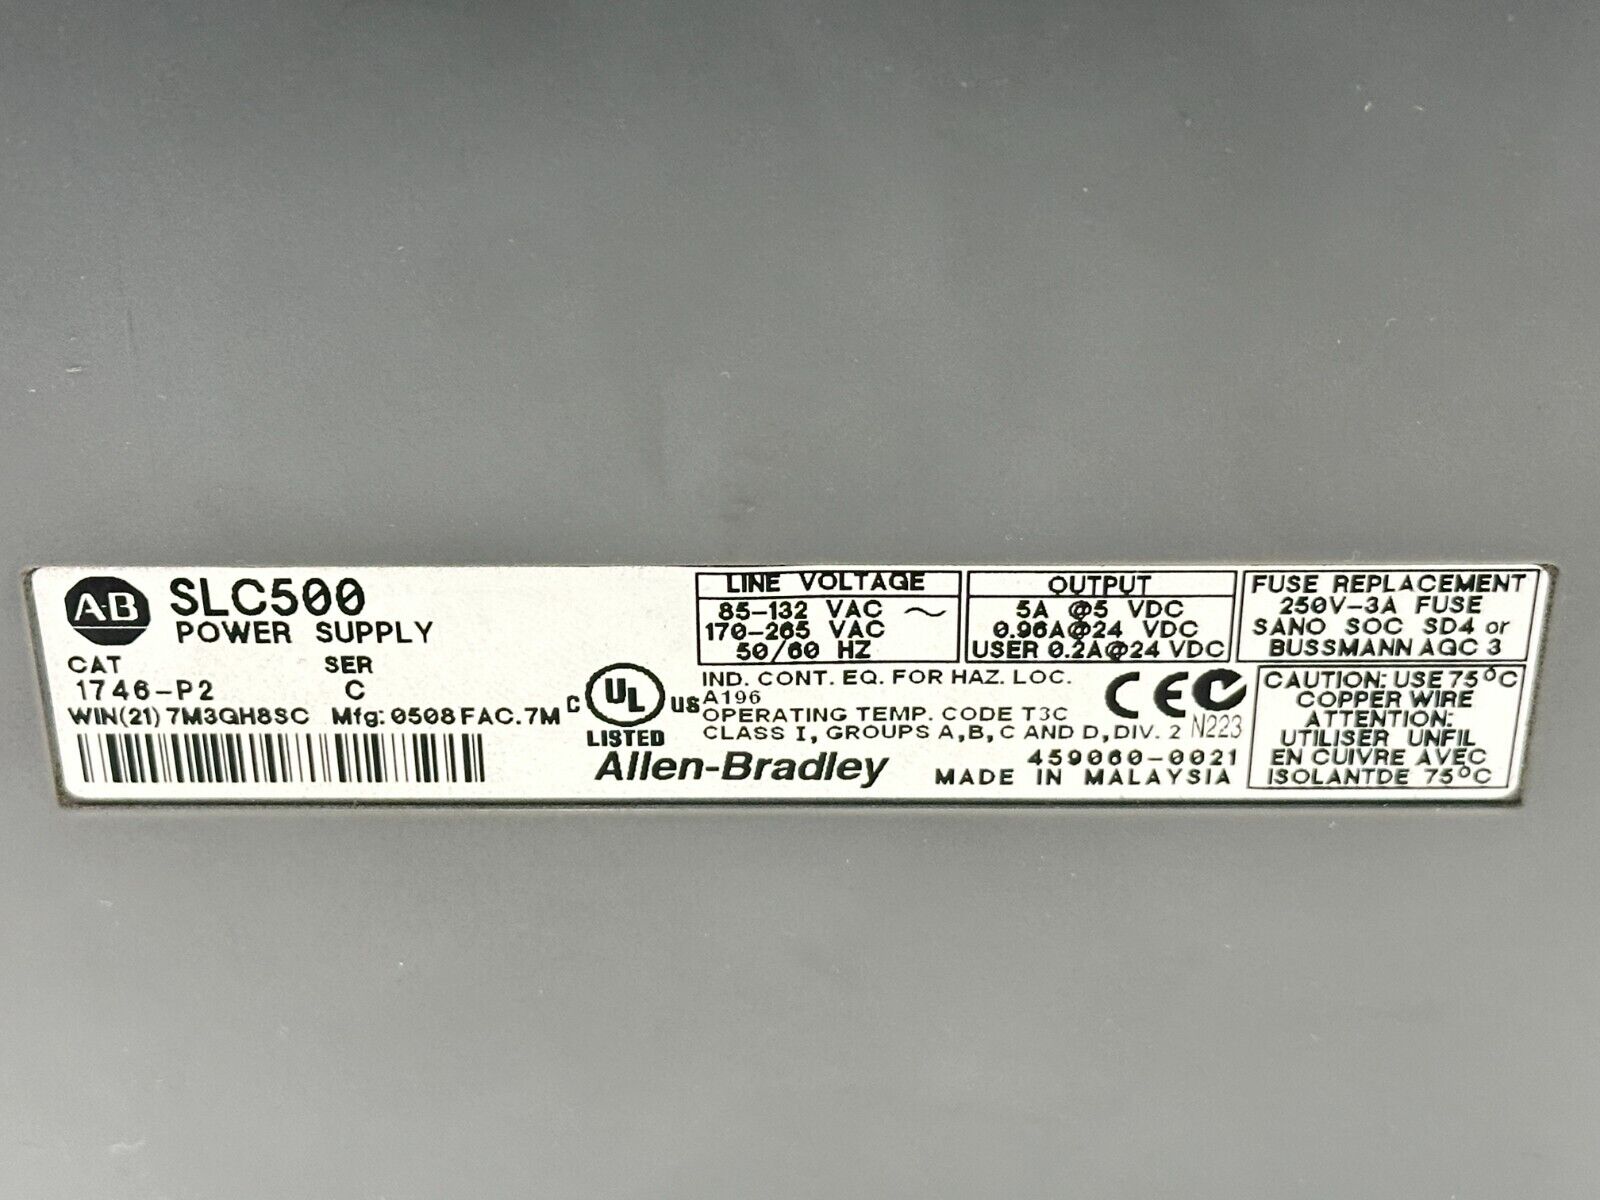 A-B SLC500
POWER SUPPLY
CAT SER
1746-P2 C
WIN(21) 7M3QH8SC Mfg: 0508 FAC. 7M
C UL US
LISTED
LINE VOLTAGE
85-132 VAC ~
170-265 VAC
50/60 HZ
OUTPUT
5A @5 VDC
0.96A@24 VDC
USER 0.2A@24 VDC
FUSE REPLACEMENT
250V-3A FUSE
SANO SOC SD4 or
BUSSMANN AGC 3
IND. CONT. EQ. FOR HAZ. LOC.
A196
OPERATING TEMP. CODE T3C
CLASS I, GROUPS A, B, C AND D, DIV. 2
CE
N223
Allen-Bradley
459060-0021
MADE IN MALAYSIA
CAUTION: USE 75°C
COPPER WIRE
ATTENTION:
UTILISER UNFIL
EN CUIVRE AVEC
ISOLANTDE 75°C